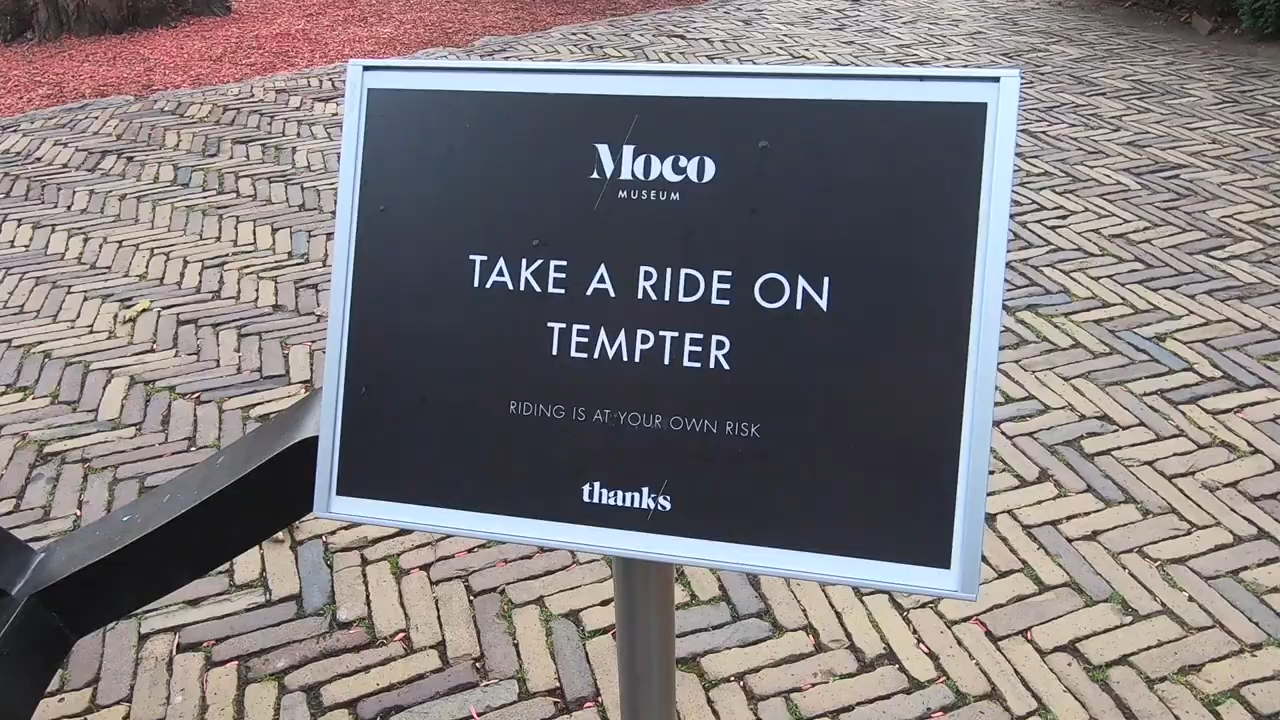 Moco
MUSEUM
TAKE A RIDE ON
TEMPTER
RIDING IS AT YOUR OWN RISK
thanks